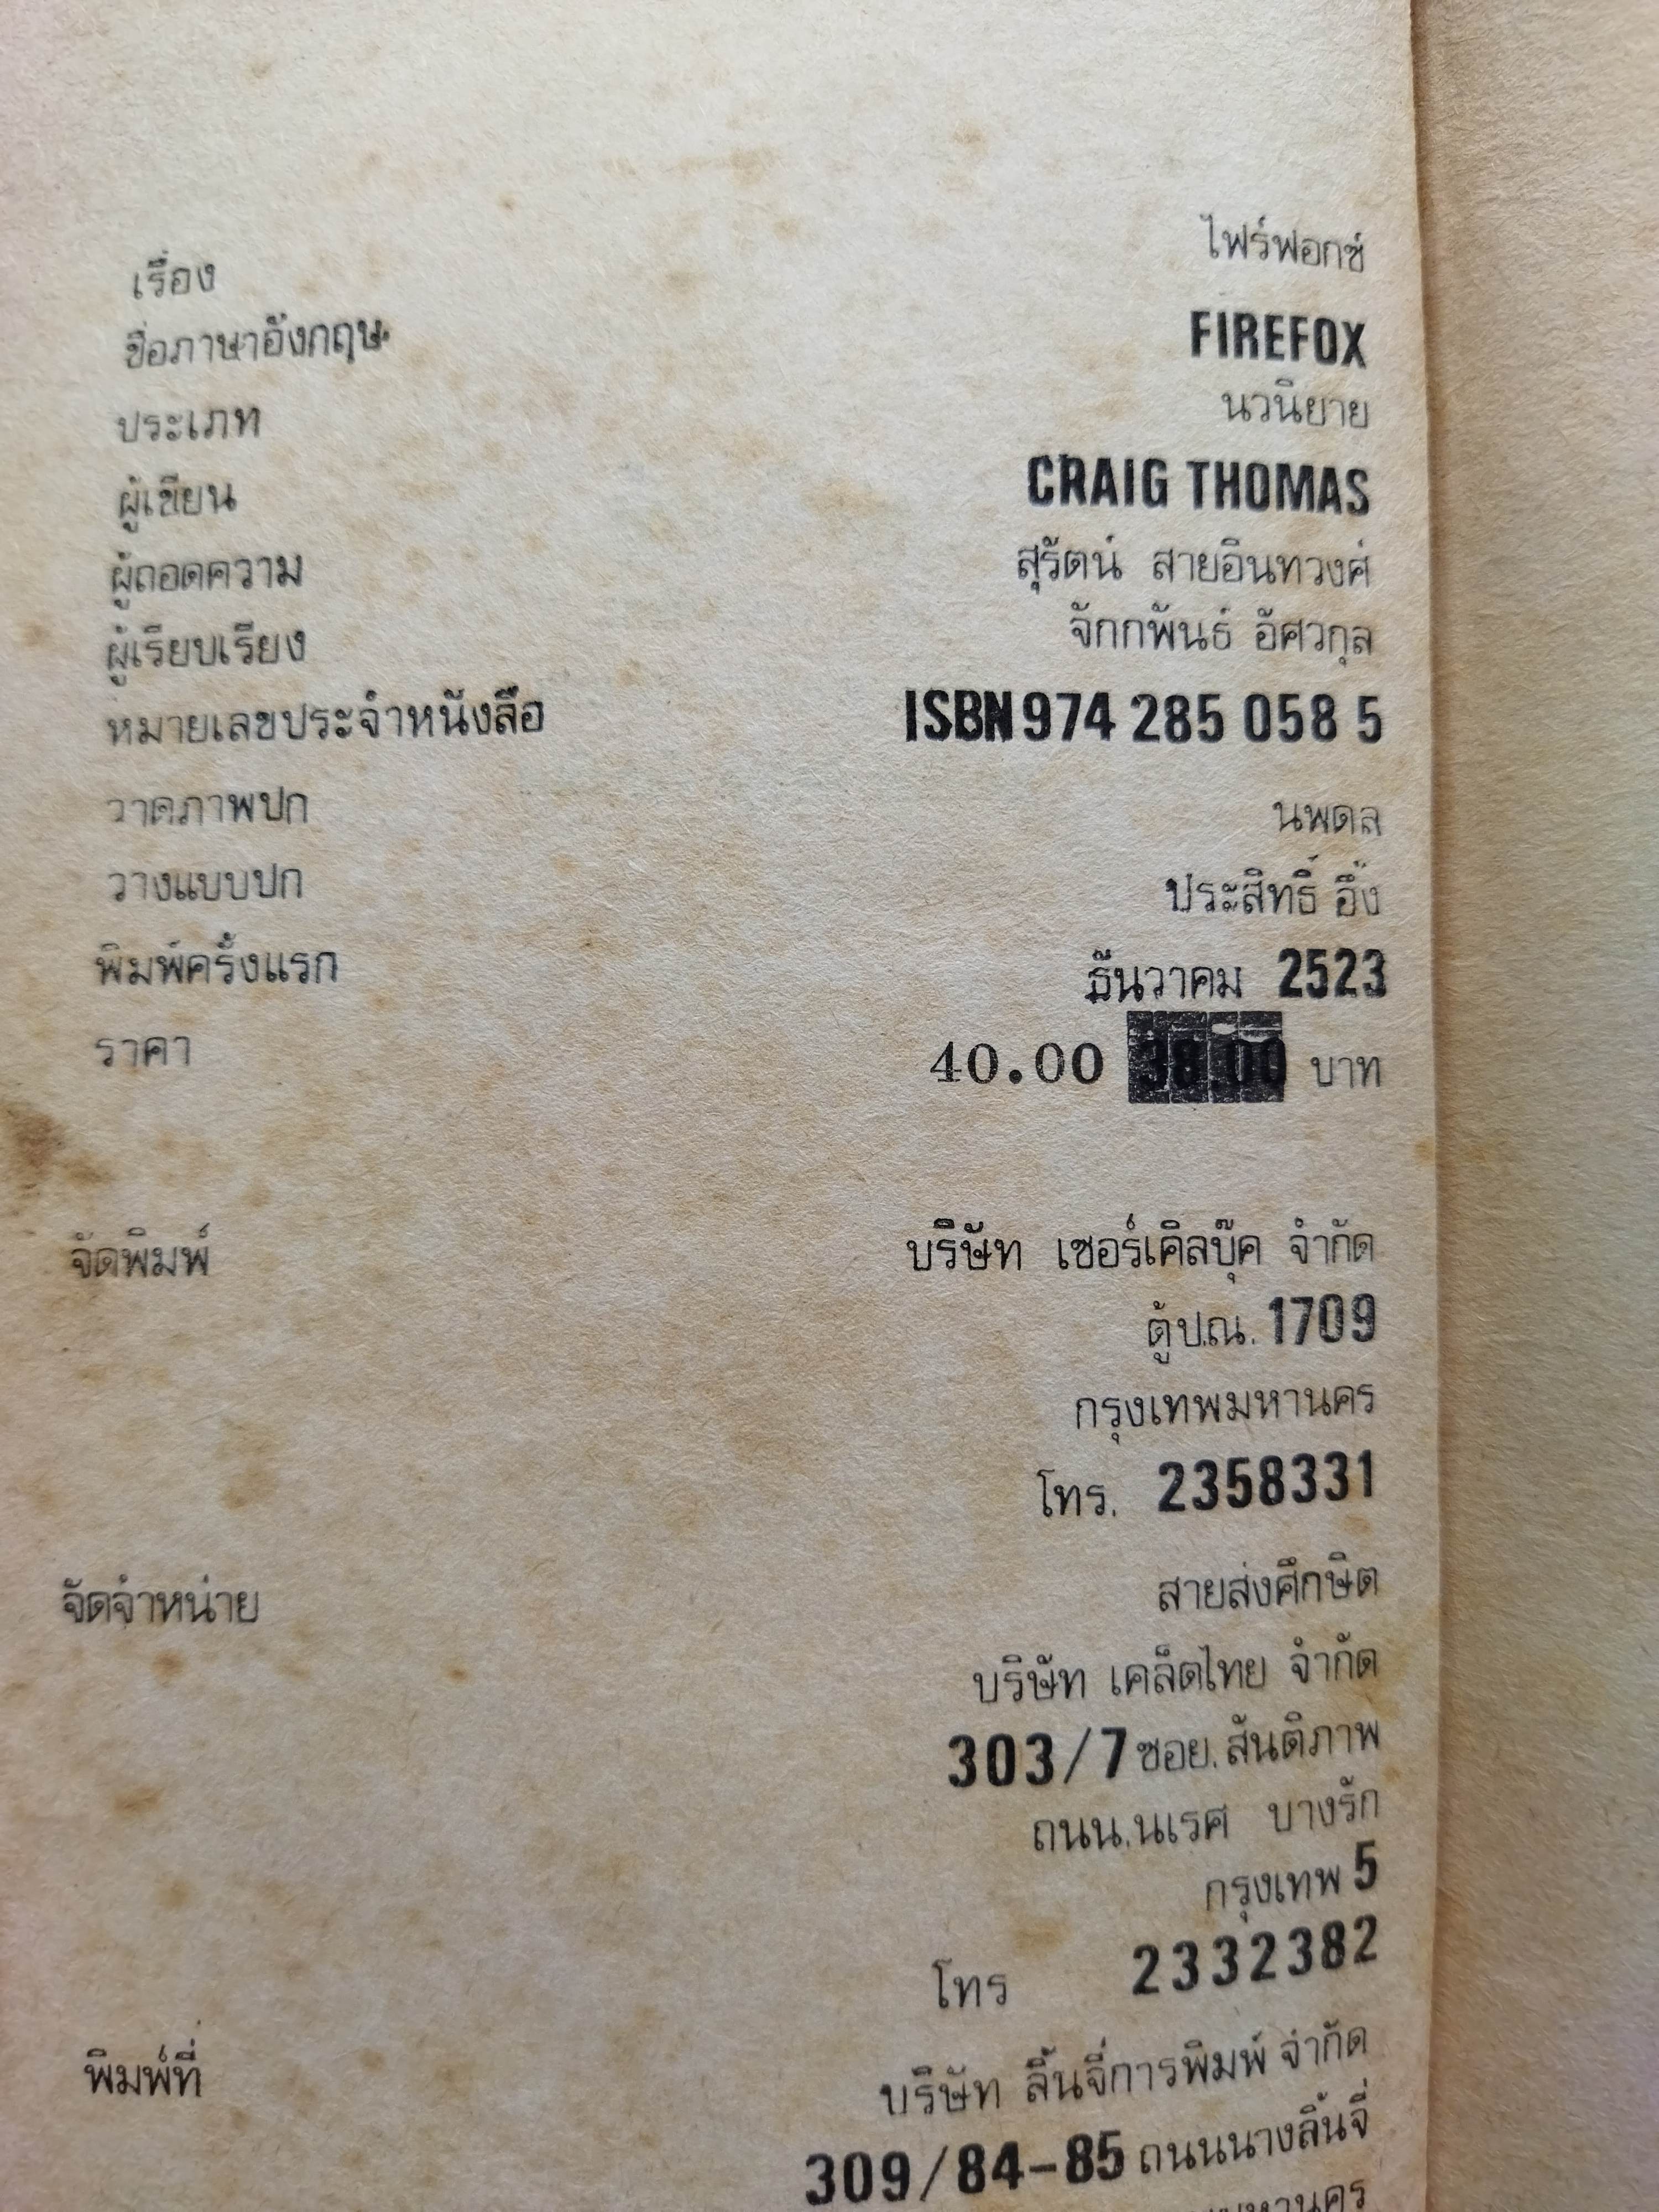 เรื่อง ไฟร์ฟอกซ์
ชื่อภาษาอังกฤษ FIREFOX
ประเภท นวนิยาย
ผู้เขียน CRAIG THOMAS
ผู้ถอดความ สุรัตน์ สายอินทวงศ์
ผู้เรียบเรียง จักกพันธ์ อัศวกุล
หมายเลขประจำหนังสือ ISBN 974 285 058 5
วาดภาพปก นพดล
วางแบบปก ประสิทธิ์ อึ๊ง
พิมพ์ครั้งแรก ธันวาคม 2523
ราคา 40.00 38.00 บาท
จัดพิมพ์ บริษัท เซอร์เคิลบุ๊ค จำกัด
ตู้ป.ณ. 1709
กรุงเทพมหานคร
โทร. 2358331
จัดจำหน่าย สายส่งศึกษิต
บริษัท เคล็ดไทย จำกัด
303/7 ซอย.สันติภาพ
ถนน.นเรศ บางรัก
กรุงเทพ 5
โทร 2332382
พิมพ์ที่ บริษัท ลิ้นจี่การพิมพ์ จำกัด
309/84-85 ถนนนางลิ้นจี่